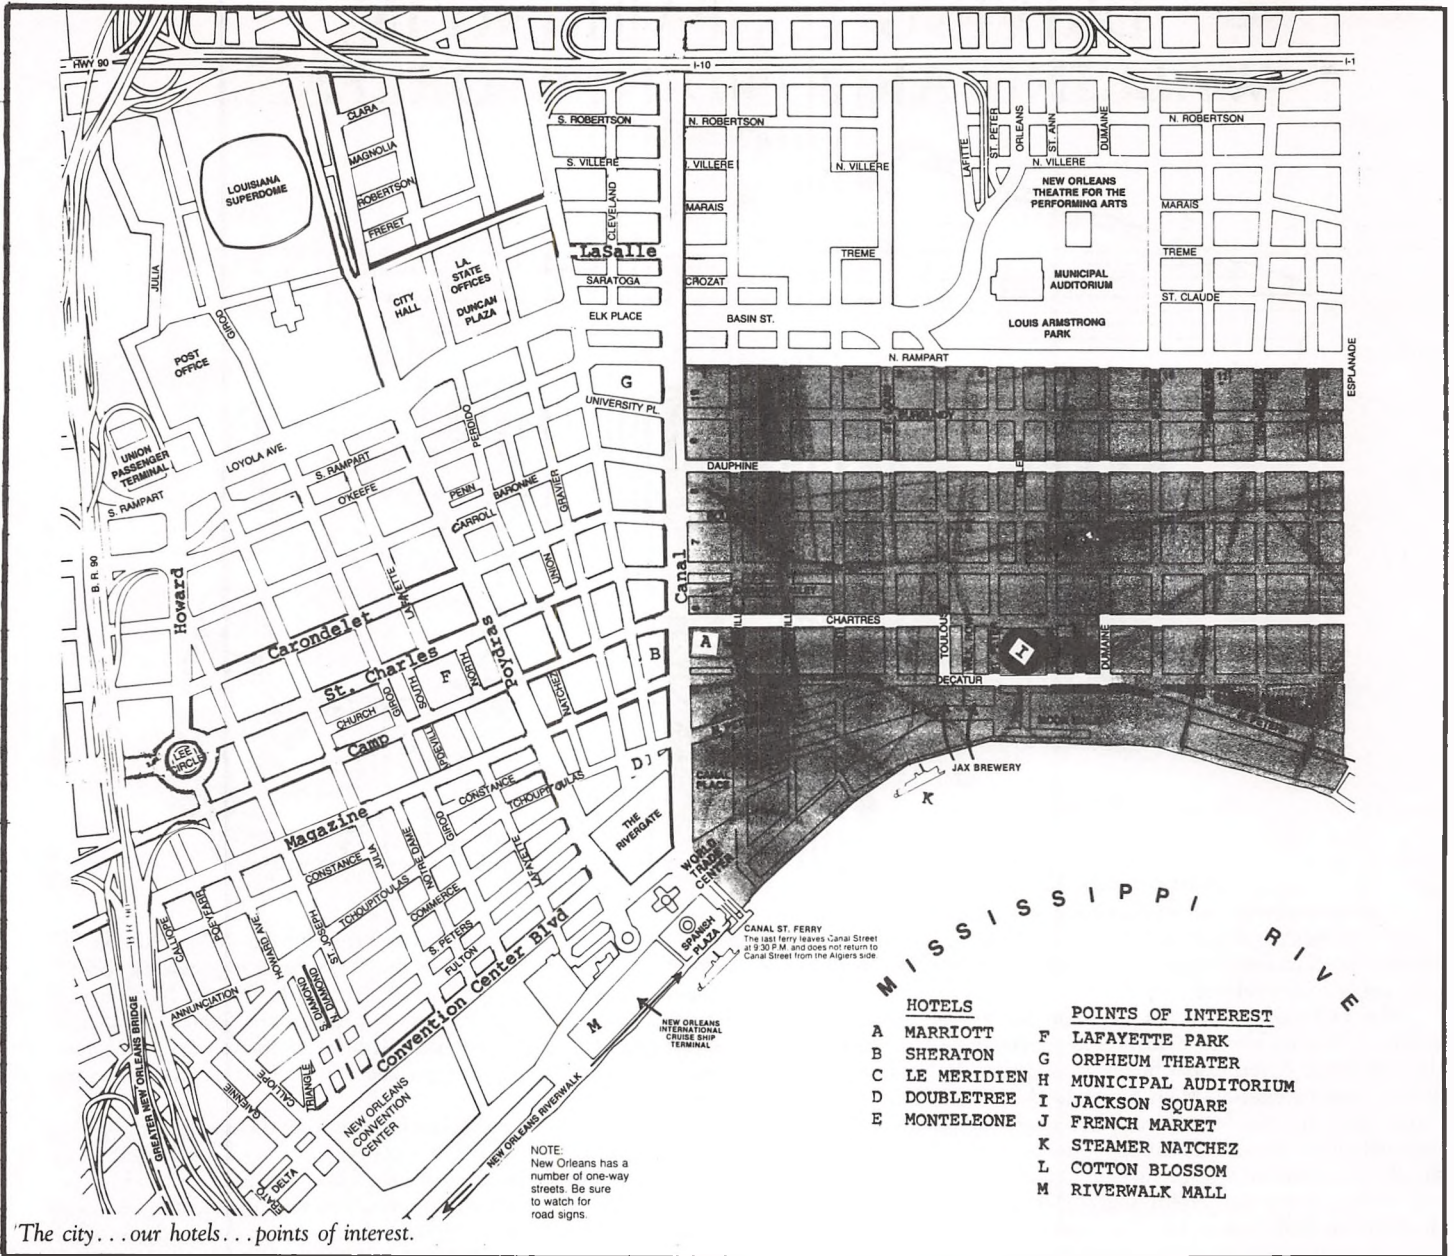 HWY 90
I-10
I-1
CLARA
S. ROBERTSON
N. ROBERTSON
N. ROBERTSON
LAFITTE
ST. PETER
ORLEANS
ST. ANN
DUMAINE
MAGNOLIA
S. VILLERE
VILLERE
N. VILLERE
N. VILLERE
LOUISIANA
SUPERDOME
ROBERTSON
CLEVELAND
MARAIS
NEW ORLEANS
THEATRE FOR THE
PERFORMING ARTS
MARAIS
FRERET
LaSalle
TREME
TREME
JULIA
LA.
STATE
OFFICES
DUNCAN
PLAZA
CITY
HALL
SARATOGA
CROZAT
MUNICIPAL
AUDITORIUM
ST. CLAUDE
GIROD
ELK PLACE
BASIN ST.
LOUIS ARMSTRONG
PARK
POST
OFFICE
N. RAMPART
ESPLANADE
G
UNIVERSITY PL.
BURGUNDY
PERDIDO
UNION
PASSENGER
TERMINAL
LOYOLA AVE.
S. RAMPART
O'KEEFE
DAUPHINE
S. RAMPART
PENN
BARONNE
GRAVIER
CARROLL
B. R. 90
UNION
Howard
LAFAYETTE
Canal
Carondelet
CHARTRES
St. Charles
Poydras
A
TOULOUSE
I
DUMAINE
B
F
NORTH
SOUTH
GIROD
DECATUR
CHURCH
NATCHEZ
Camp
LEE
CIRCLE
D
JAX BREWERY
CANAL
PLACE
K
CONSTANCE
TCHOUPITOULAS
Magazine
THE
RIVERGATE
JULIA
NOTRE DAME
GIROD
LAFAYETTE
CONSTANCE
WORLD
TRADE
CENTER
TCHOUPITOULAS
COMMERCE
CALLIOPE
POEYFARR
HOWARD AVE.
ST. JOSEPH
S. PETERS
FULTON
SPANISH
PLAZA
CANAL ST. FERRY
The last ferry leaves Canal Street
at 9:30 P.M. and does not return to
Canal Street from the Algiers side.
MISSISSIPPI RIVE
S. DIAMOND
N. DIAMOND
ANNUNCIATION
Convention Center Blvd
M
NEW ORLEANS
INTERNATIONAL
CRUISE SHIP
TERMINAL
GREATER NEW ORLEANS BRIDGE
GAIENNIE
CALLIOPE
TRIANGLE
NEW ORLEANS
CONVENTION
CENTER
NEW ORLEANS RIVERWALK
DELTA
HOTELS
A MARRIOTT
B SHERATON
C LE MERIDIEN
D DOUBLETREE
E MONTELEONE
POINTS OF INTEREST
F LAFAYETTE PARK
G ORPHEUM THEATER
H MUNICIPAL AUDITORIUM
I JACKSON SQUARE
J FRENCH MARKET
K STEAMER NATCHEZ
L COTTON BLOSSOM
M RIVERWALK MALL
NOTE:
New Orleans has a
number of one-way
streets. Be sure
to watch for
road signs.
The city...our hotels...points of interest.